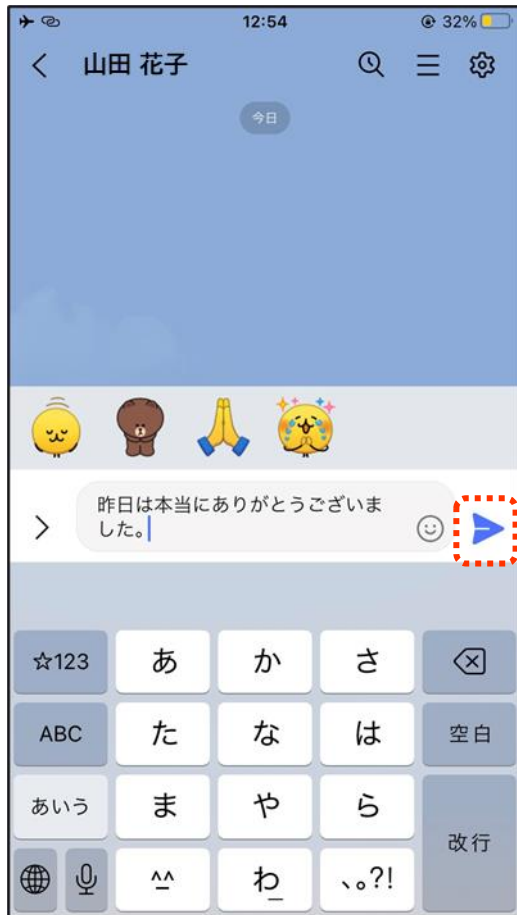 12:54
32%
山田 花子
今日
昨日は本当にありがとうございま
した。
☆123 あ か さ
ABC た な は 空白
あいう ま や ら
改行
^^ わ 、。?!